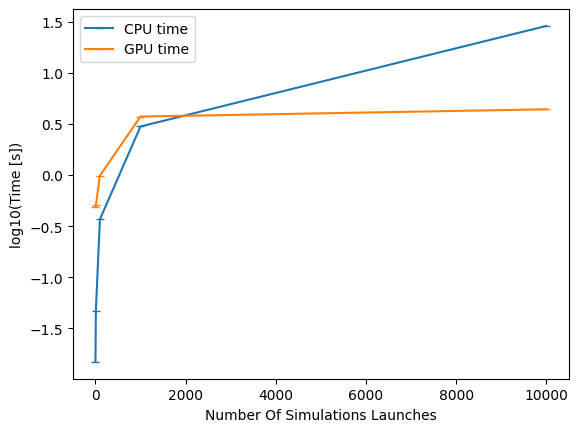 CPU time
GPU time
1.5
1.0
0.5
0.0
−0.5
−1.0
−1.5
log10(Time [s])
0 2000 4000 6000 8000 10000
Number Of Simulations Launches